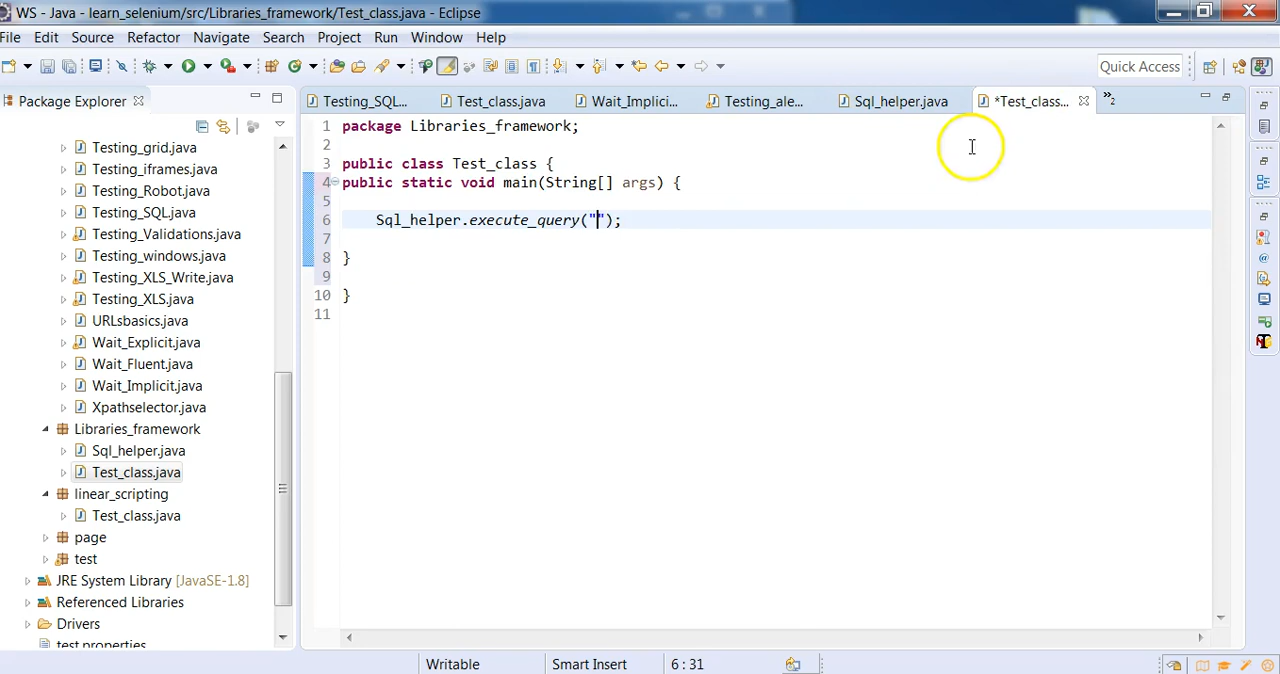 WS - Java - learn_selenium/src/Libraries_framework/Test_class.java - Eclipse
File Edit Source Refactor Navigate Search Project Run Window Help
Quick Access
Package Explorer
Testing_SQL... Test_class.java Wait_Implici... Testing_ale... Sql_helper.java *Test_class... »2
Testing_grid.java
Testing_iframes.java
Testing_Robot.java
Testing_SQL.java
Testing_Validations.java
Testing_windows.java
Testing_XLS_Write.java
Testing_XLS.java
URLsbasics.java
Wait_Explicit.java
Wait_Fluent.java
Wait_Implicit.java
Xpathselector.java
Libraries_framework
Sql_helper.java
Test_class.java
linear_scripting
Test_class.java
page
test
JRE System Library [JavaSE-1.8]
Referenced Libraries
Drivers
test.properties
1 package Libraries_framework;
2
3 public class Test_class {
4 public static void main(String[] args) {
5
6 Sql_helper.execute_query("");
7
8 }
9
10 }
11
Writable Smart Insert 6 : 31